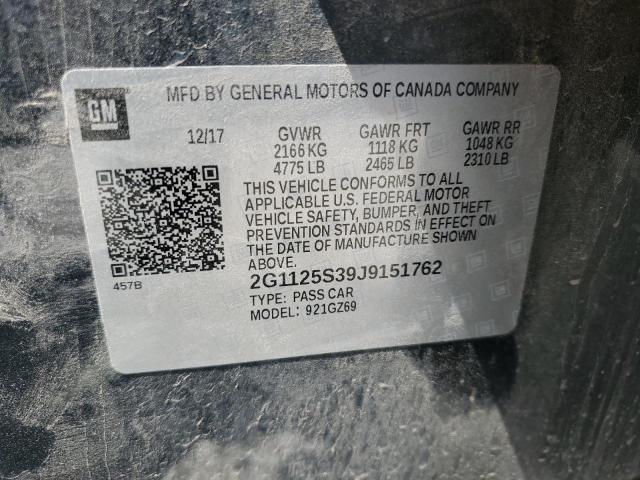 GM
MFD BY GENERAL MOTORS OF CANADA COMPANY
12/17 GVWR GAWR FRT GAWR RR
2166 KG 1118 KG 1048 KG
4775 LB 2465 LB 2310 LB
THIS VEHICLE CONFORMS TO ALL
APPLICABLE U.S. FEDERAL MOTOR
VEHICLE SAFETY, BUMPER, AND THEFT
PREVENTION STANDARDS IN EFFECT ON
THE DATE OF MANUFACTURE SHOWN
ABOVE.
457B
2G1125S39J9151762
TYPE: PASS CAR
MODEL: 921GZ69